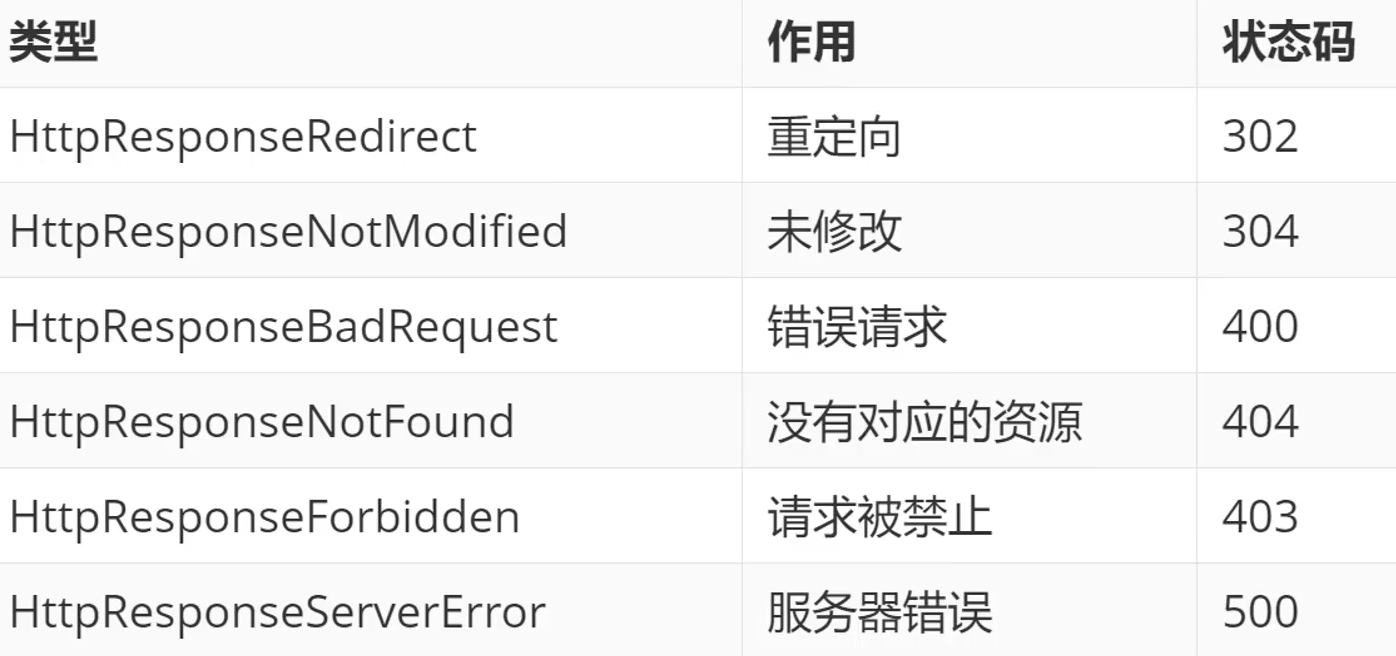 类型 作用 状态码
HttpResponseRedirect 重定向 302
HttpResponseNotModified 未修改 304
HttpResponseBadRequest 错误请求 400
HttpResponseNotFound 没有对应的资源 404
HttpResponseForbidden 请求被禁止 403
HttpResponseServerError 服务器错误 500